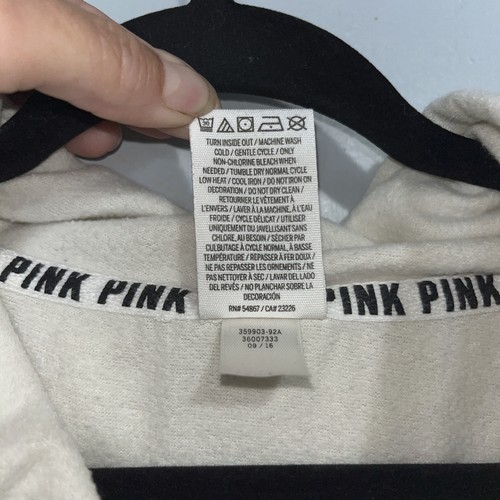 30
TURN INSIDE OUT / MACHINE WASH
COLD / GENTLE CYCLE / ONLY
NON-CHLORINE BLEACH WHEN
NEEDED / TUMBLE DRY NORMAL CYCLE
LOW HEAT / COOL IRON / DO NOT IRON ON
DECORATION / DO NOT DRY CLEAN /
RETOURNER LE VÊTEMENT À
L'ENVERS / LAVER À LA MACHINE, À L'EAU
FROIDE / CYCLE DÉLICAT / UTILISER
UNIQUEMENT DU JAVELLISANT SANS
CHLORE, AU BESOIN / SÉCHER PAR
CULBUTAGE À CYCLE NORMAL, À BASSE
TEMPÉRATURE / REPASSER À FER DOUX /
NE PAS REPASSER LES ORNEMENTS / NE
PAS NETTOYER À SEC / LAVAR DEL LADO
DEL REVÉS / NO PLANCHAR SOBRE LA
DECORACIÓN
RN# 54867 / CA# 23226
PINK PINK PINK PINK
359903-92A
36007333
09 / 16